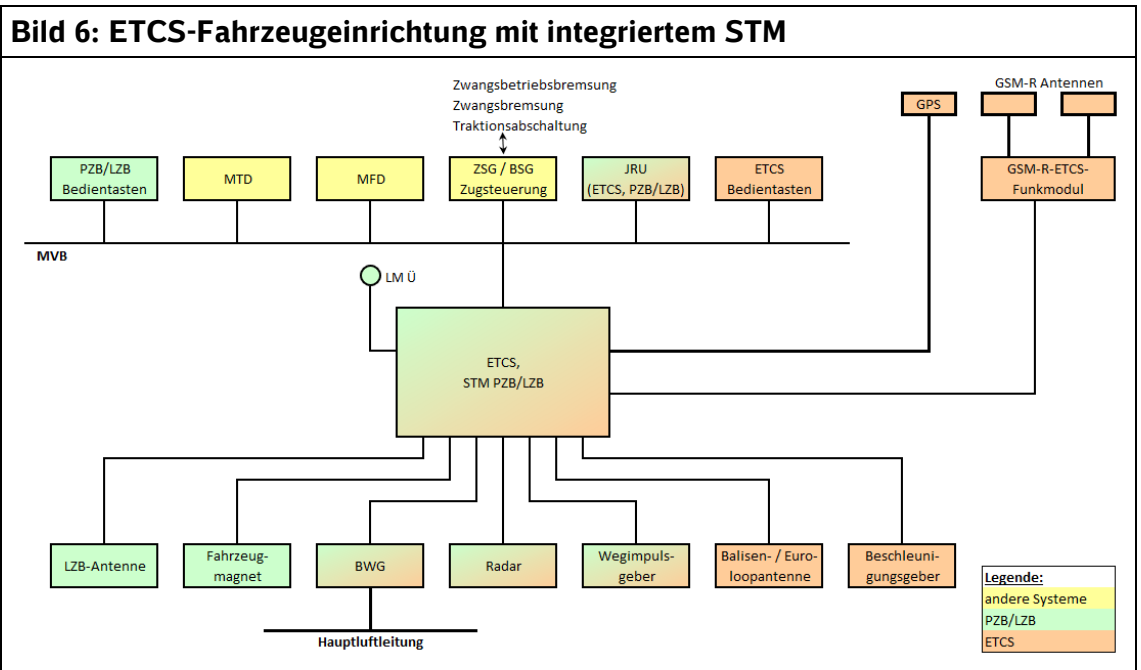 Bild 6: ETCS-Fahrzeugeinrichtung mit integriertem STM
Zwangsbetriebsbremsung
Zwangsbremsung
Traktionsabschaltung
GPS
GSM-R Antennen
PZB/LZB
Bedientasten
MTD
MFD
ZSG / BSG
Zugsteuerung
JRU
(ETCS, PZB/LZB)
ETCS
Bedientasten
GSM-R-ETCS-
Funkmodul
MVB
LM Ü
ETCS,
STM PZB/LZB
LZB-Antenne
Fahrzeug-
magnet
BWG
Radar
Wegimpuls-
geber
Balisen- / Euro-
loopantenne
Beschleuni-
gungsgeber
Hauptluftleitung
Legende:
andere Systeme
PZB/LZB
ETCS